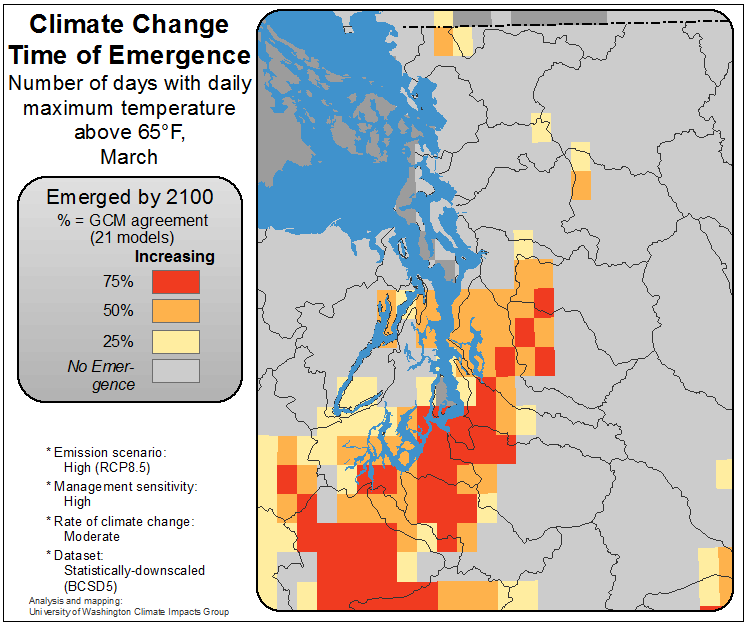 Climate Change
Time of Emergence
Number of days with daily
maximum temperature
above 65°F,
March
Emerged by 2100
% = GCM agreement
(21 models)
Increasing
75%
50%
25%
No Emer-
gence
* Emission scenario:
High (RCP8.5)
* Management sensitivity:
High
* Rate of climate change:
Moderate
* Dataset:
Statistically-downscaled
(BCSD5)
Analysis and mapping:
University of Washington Climate Impacts Group